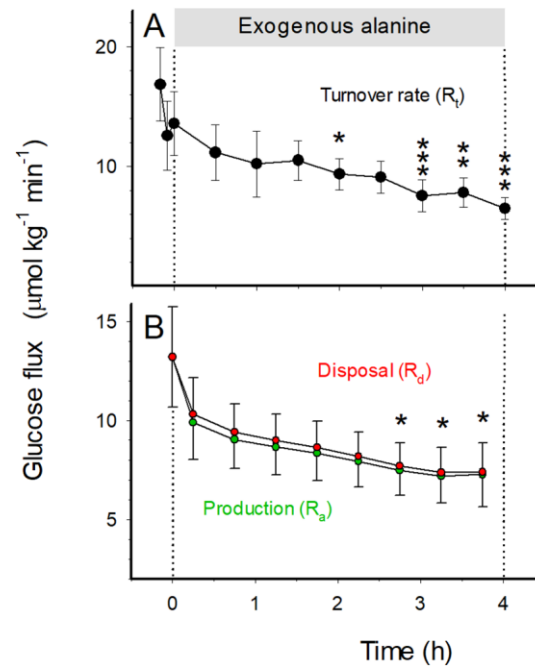 A
Exogenous alanine
20
Turnover rate (Rt)
*
***
**
***
10
Glucose flux (μmol kg⁻¹ min⁻¹)
B
15
Disposal (Rd)
*
*
*
10
Production (Ra)
5
0
1
2
3
4
Time (h)